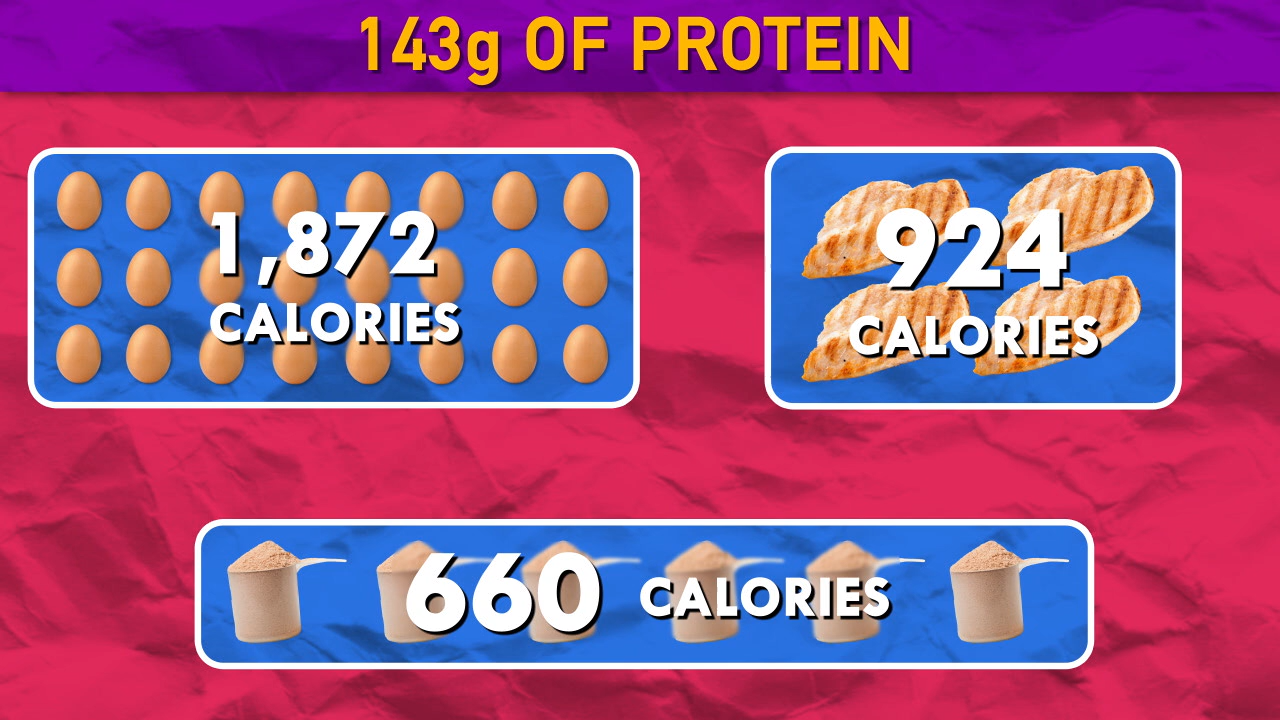 143g OF PROTEIN
1,872
CALORIES
924
CALORIES
660 CALORIES